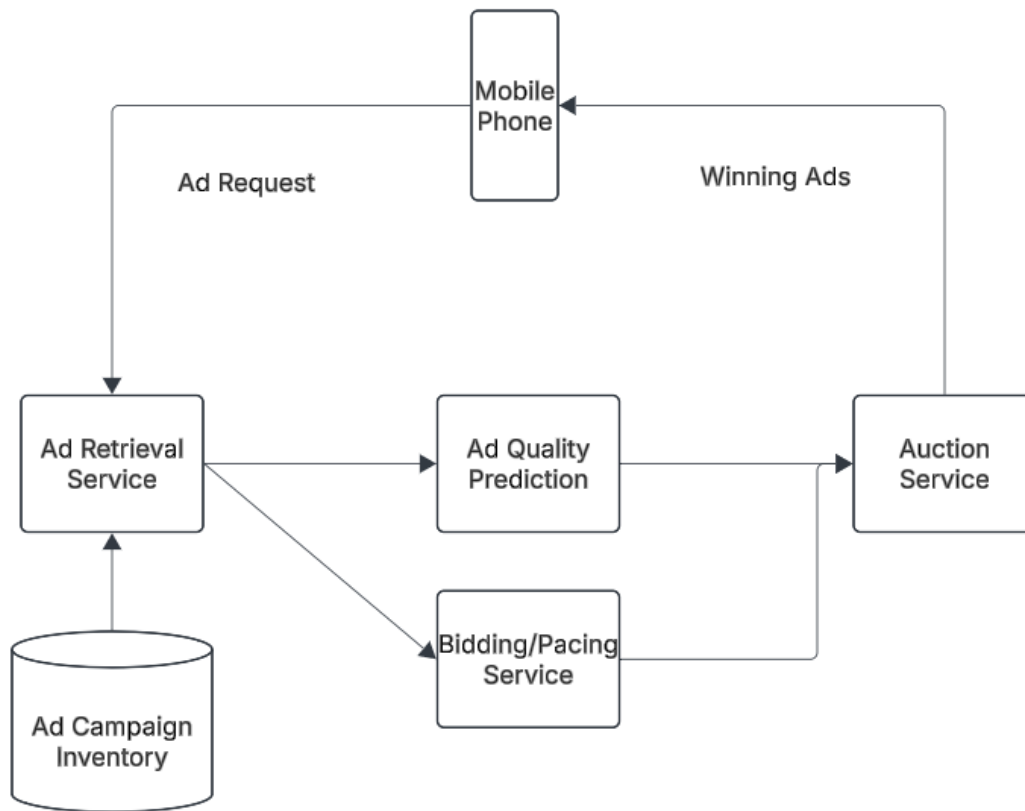 Mobile
Phone
Ad Request
Winning Ads
Ad Retrieval
Service
Ad Quality
Prediction
Auction
Service
Bidding/Pacing
Service
Ad Campaign
Inventory